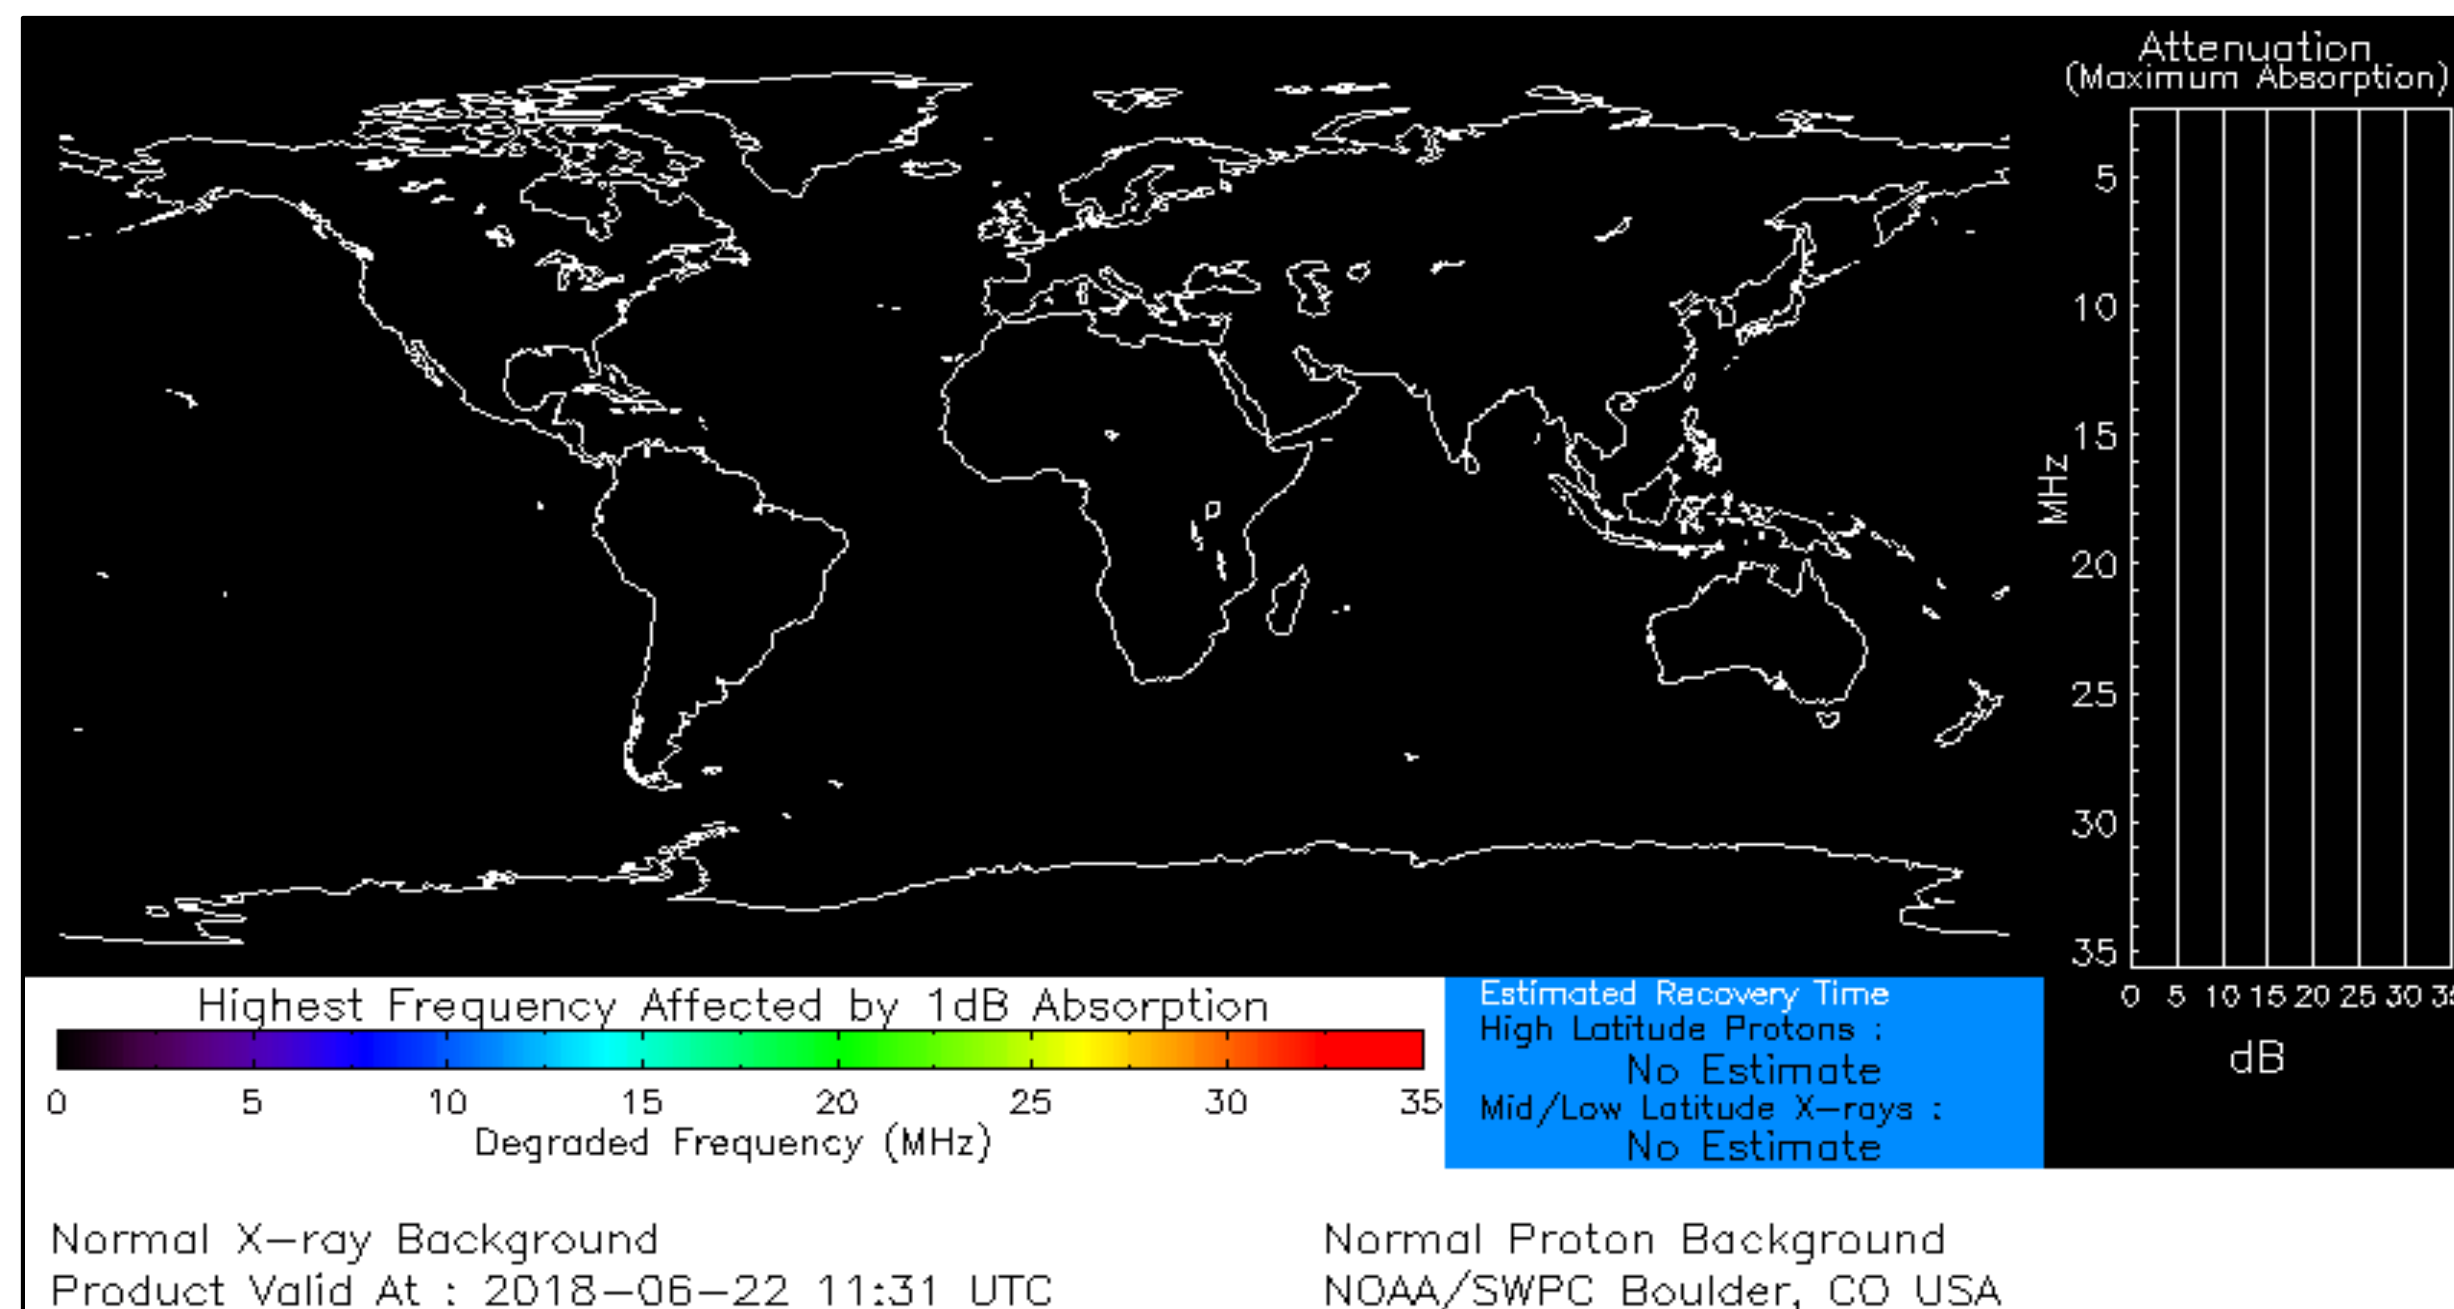 Attenuation
(Maximum Absorption)
5
10
15
20
25
30
35
MHz
0 5 10 15 20 25 30
dB
Highest Frequency Affected by 1dB Absorption
0 5 10 15 20 25 30 35
Degraded Frequency (MHz)
Estimated Recovery Time
High Latitude Protons :
No Estimate
Mid/Low Latitude X-rays :
No Estimate
Normal X-ray Background
Normal Proton Background
Product Valid At : 2018-06-22 11:31 UTC
NOAA/SWPC Boulder, CO USA